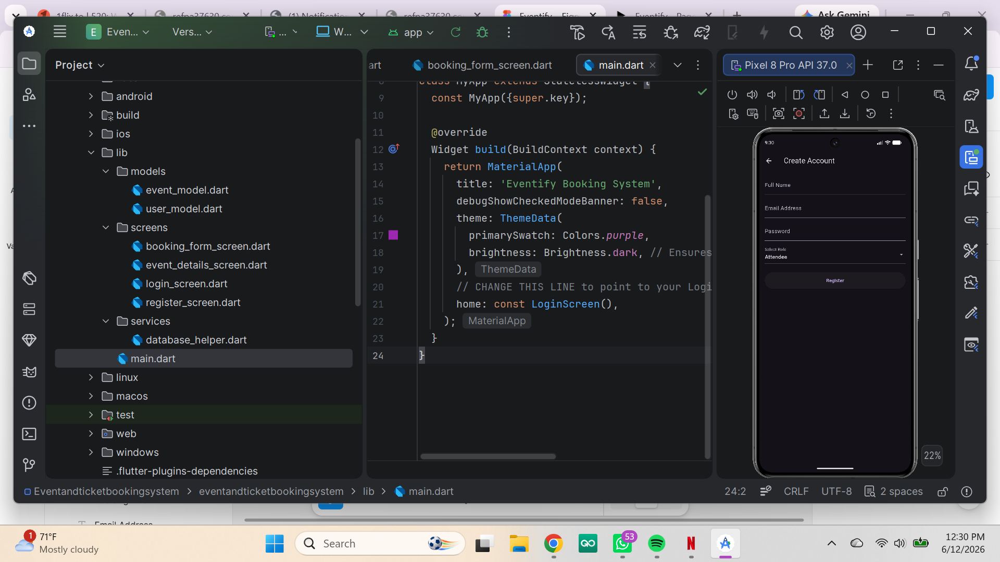 Ask Gemini
E
Even...
Vers...
...
W...
app
Project
android
build
ios
lib
models
event_model.dart
user_model.dart
screens
booking_form_screen.dart
event_details_screen.dart
login_screen.dart
register_screen.dart
services
database_helper.dart
main.dart
linux
macos
test
web
windows
.flutter-plugins-dependencies
art
booking_form_screen.dart
main.dart
9 const MyApp({super.key});
10
11 @override
12 Widget build(BuildContext context) {
13 return MaterialApp(
14 title: 'Eventify Booking System',
15 debugShowCheckedModeBanner: false,
16 theme: ThemeData(
17 primarySwatch: Colors.purple,
18 brightness: Brightness.dark, // Ensures
19 ), ThemeData
20 // CHANGE THIS LINE to point to your Logi
21 home: const LoginScreen(),
22 ); MaterialApp
23 }
24 }
Pixel 8 Pro API 37.0
9:30
Create Account
Full Name
Email Address
Password
Select Role
Attendee
Register
22%
Eventandticketbookingsystem > eventandticketbookingsystem > lib > main.dart
24:2
CRLF
UTF-8
2 spaces
Email Address
1
71°F
Mostly cloudy
Search
53
12:30 PM
6/12/2026